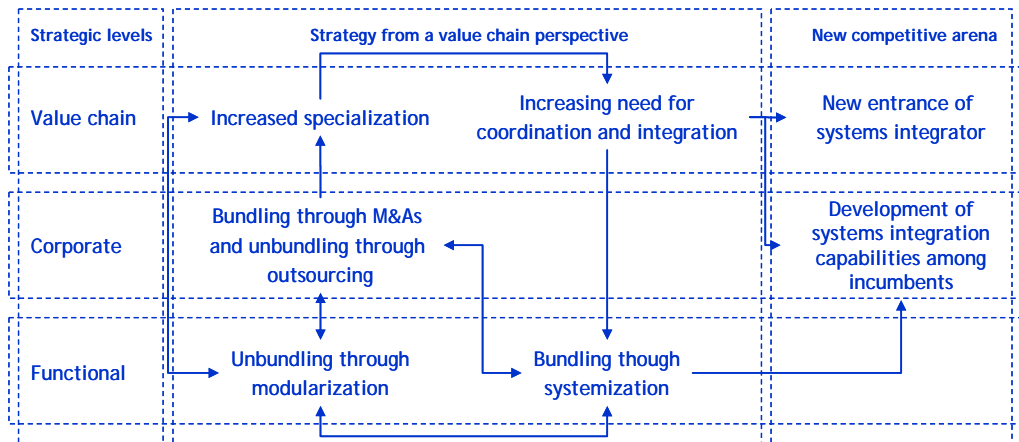 Strategic levels
Strategy from a value chain perspective
New competitive arena
Value chain
Increased specialization
Increasing need for
coordination and integration
New entrance of
systems integrator
Corporate
Bundling through M&As
and unbundling through
outsourcing
Development of
systems integration
capabilities among
incumbents
Functional
Unbundling through
modularization
Bundling though
systemization